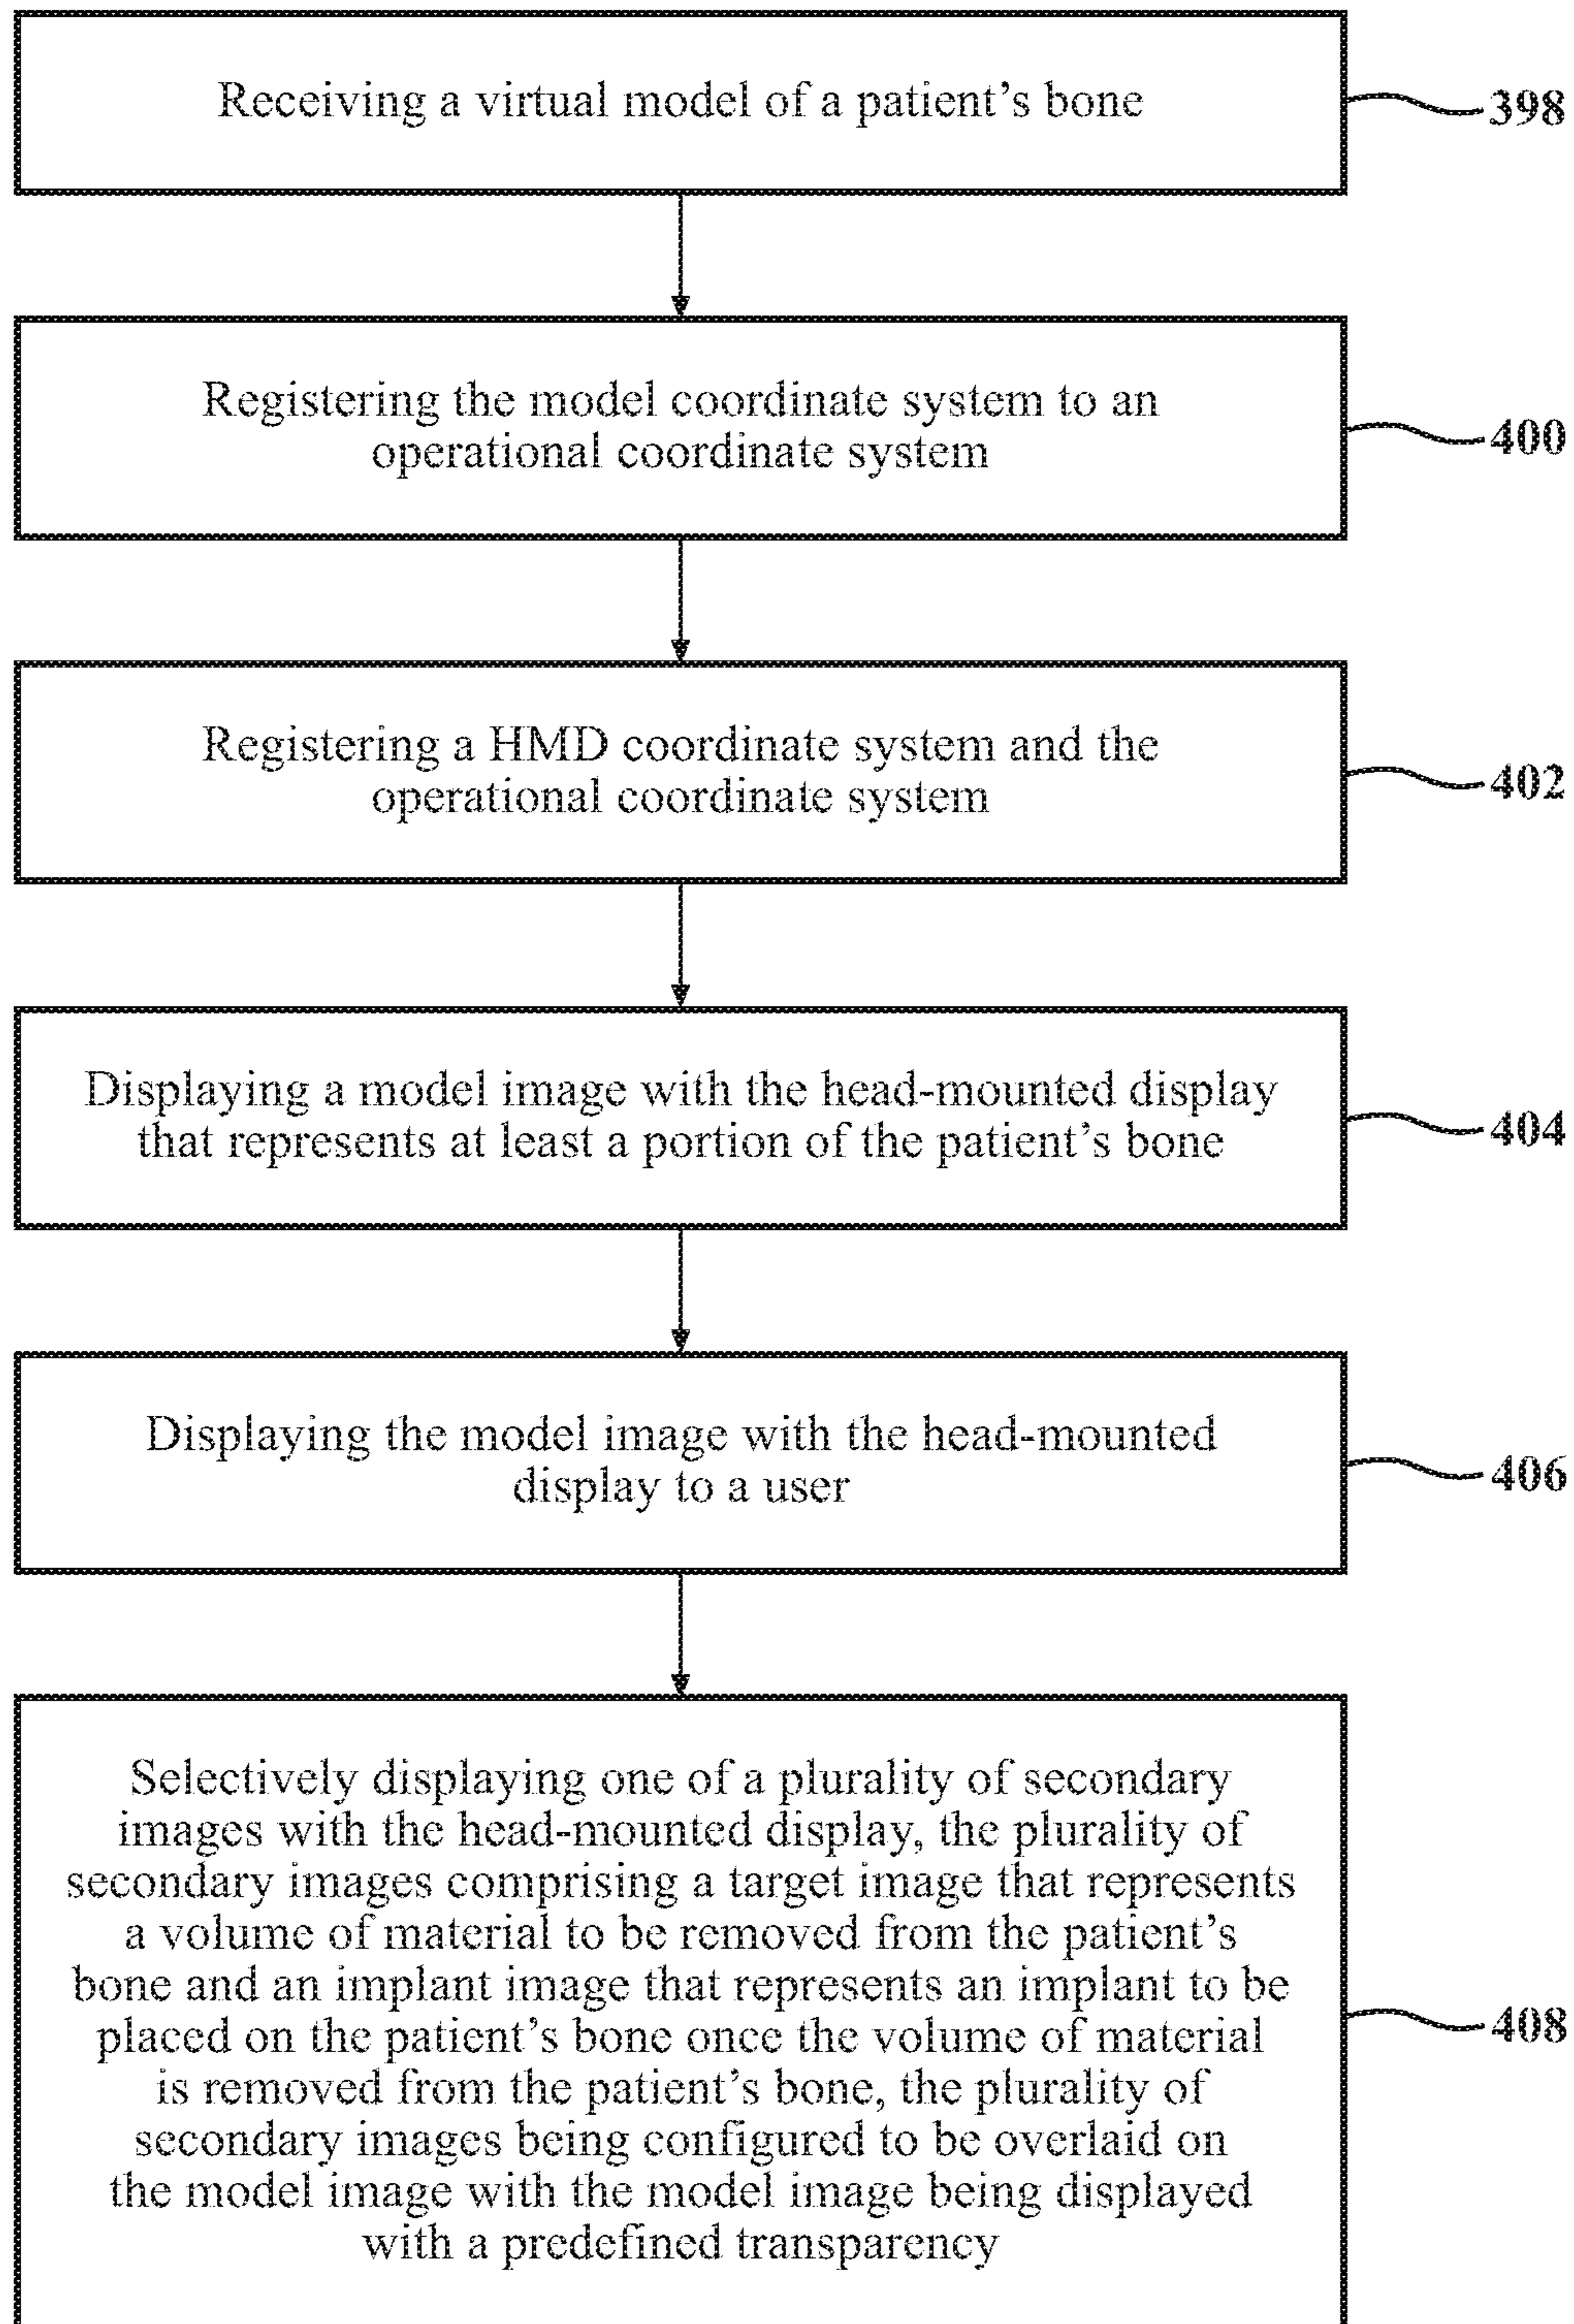 Receiving a virtual model of a patient's bone
398
Registering the model coordinate system to an
operational coordinate system
400
Registering a HMD coordinate system and the
operational coordinate system
402
Displaying a model image with the head-mounted display
that represents at least a portion of the patient's bone
404
Displaying the model image with the head-mounted
display to a user
406
Selectively displaying one of a plurality of secondary
images with the head-mounted display, the plurality of
secondary images comprising a target image that represents
a volume of material to be removed from the patient's
bone and an implant image that represents an implant to be
placed on the patient's bone once the volume of material
is removed from the patient's bone, the plurality of
secondary images being configured to be overlaid on
the model image with the model image being displayed
with a predefined transparency
408